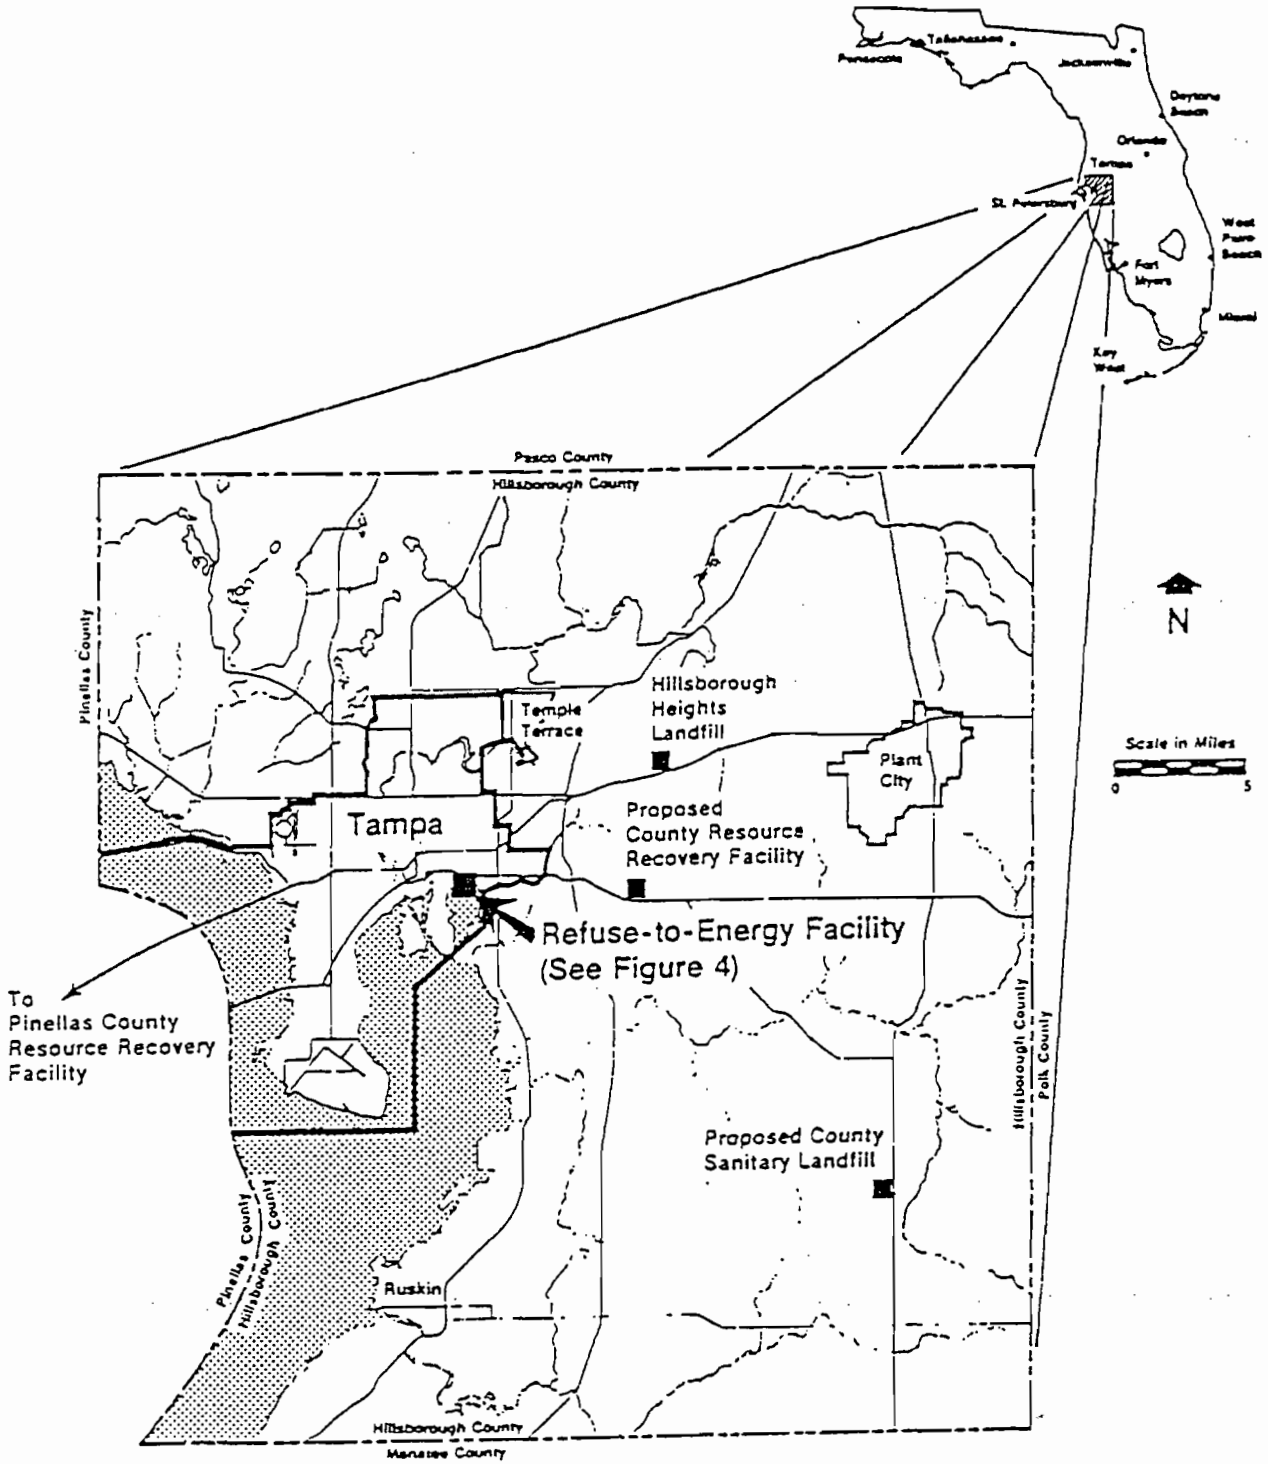 Tallahassee
Pensacola
Jacksonville
Daytona
Beach
Orlando
Tampa
St. Petersburg
West
Palm
Beach
Fort
Myers
Miami
Key
West
Pasco County
Hillsborough County
Pinellas County
N
Hillsborough
Heights
Landfill
Temple
Terrace
Scale in Miles
0 5
Plant
City
Proposed
County Resource
Recovery Facility
Tampa
Refuse-to-Energy Facility
(See Figure 4)
To
Pinellas County
Resource Recovery
Facility
Hillsborough County
Polk County
Proposed County
Sanitary Landfill
Pinellas County
Hillsborough County
Ruskin
Hillsborough County
Manatee County